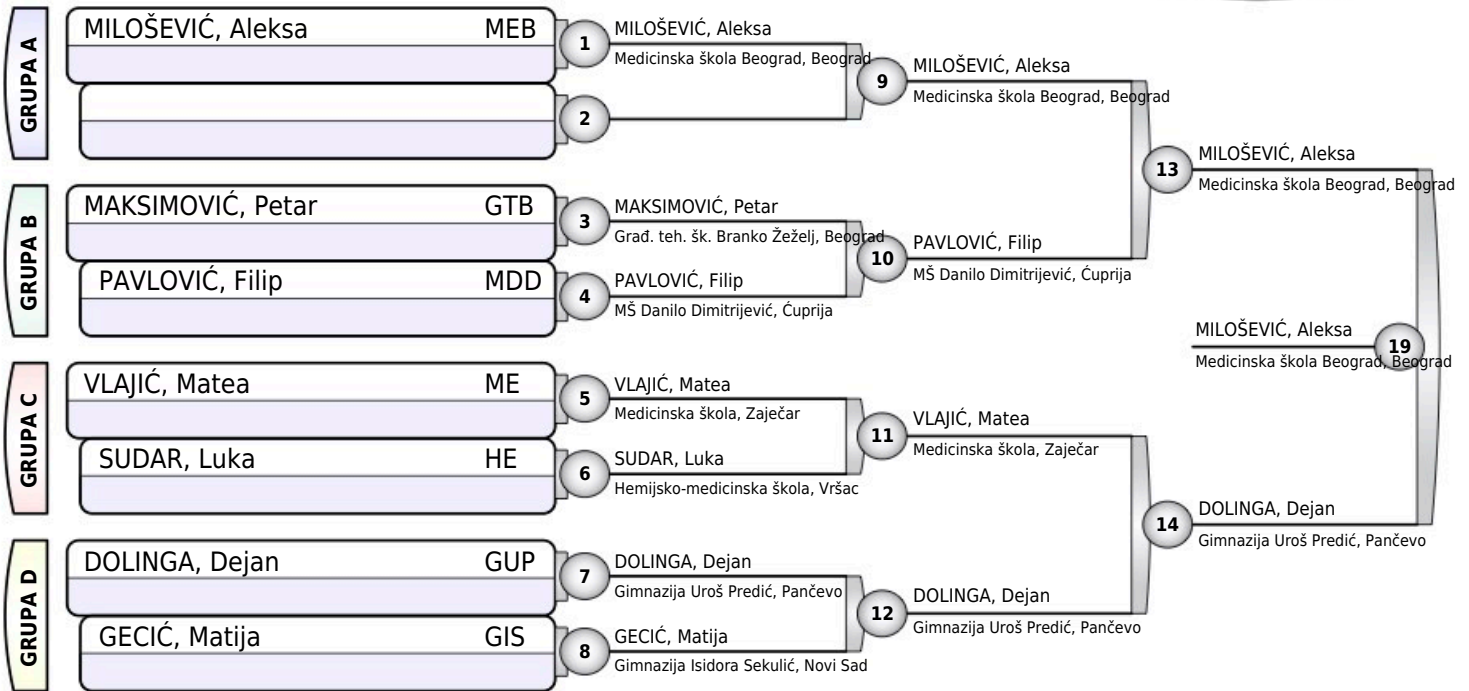 GRUPA A
MILOŠEVIĆ, Aleksa MEB
1
MILOŠEVIĆ, Aleksa
Medicinska škola Beograd, Beograd
2
9
MILOŠEVIĆ, Aleksa
Medicinska škola Beograd, Beograd
GRUPA B
MAKSIMOVIĆ, Petar GTB
3
MAKSIMOVIĆ, Petar
Građ. teh. šk. Branko Žeželj, Beograd
PAVLOVIĆ, Filip MDD
4
PAVLOVIĆ, Filip
MŠ Danilo Dimitrijević, Ćuprija
10
PAVLOVIĆ, Filip
MŠ Danilo Dimitrijević, Ćuprija
13
MILOŠEVIĆ, Aleksa
Medicinska škola Beograd, Beograd
GRUPA C
VLAJIĆ, Matea ME
5
VLAJIĆ, Matea
Medicinska škola, Zaječar
SUDAR, Luka HE
6
SUDAR, Luka
Hemijsko-medicinska škola, Vršac
11
VLAJIĆ, Matea
Medicinska škola, Zaječar
GRUPA D
DOLINGA, Dejan GUP
7
DOLINGA, Dejan
Gimnazija Uroš Predić, Pančevo
GECIĆ, Matija GIS
8
GECIĆ, Matija
Gimnazija Isidora Sekulić, Novi Sad
12
DOLINGA, Dejan
Gimnazija Uroš Predić, Pančevo
14
DOLINGA, Dejan
Gimnazija Uroš Predić, Pančevo
MILOŠEVIĆ, Aleksa
Medicinska škola Beograd, Beograd
19